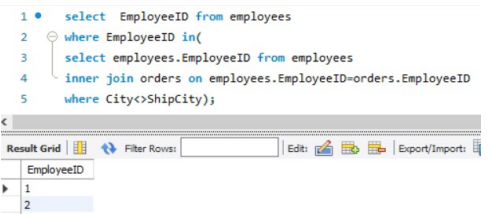 1 select EmployeeID from employees
2 where EmployeeID in(
3 select employees.EmployeeID from employees
4 inner join orders on employees.EmployeeID=orders.EmployeeID
5 where City<>ShipCity);
Result Grid Filter Rows: Edit: Export/Import:
EmployeeID
1
2